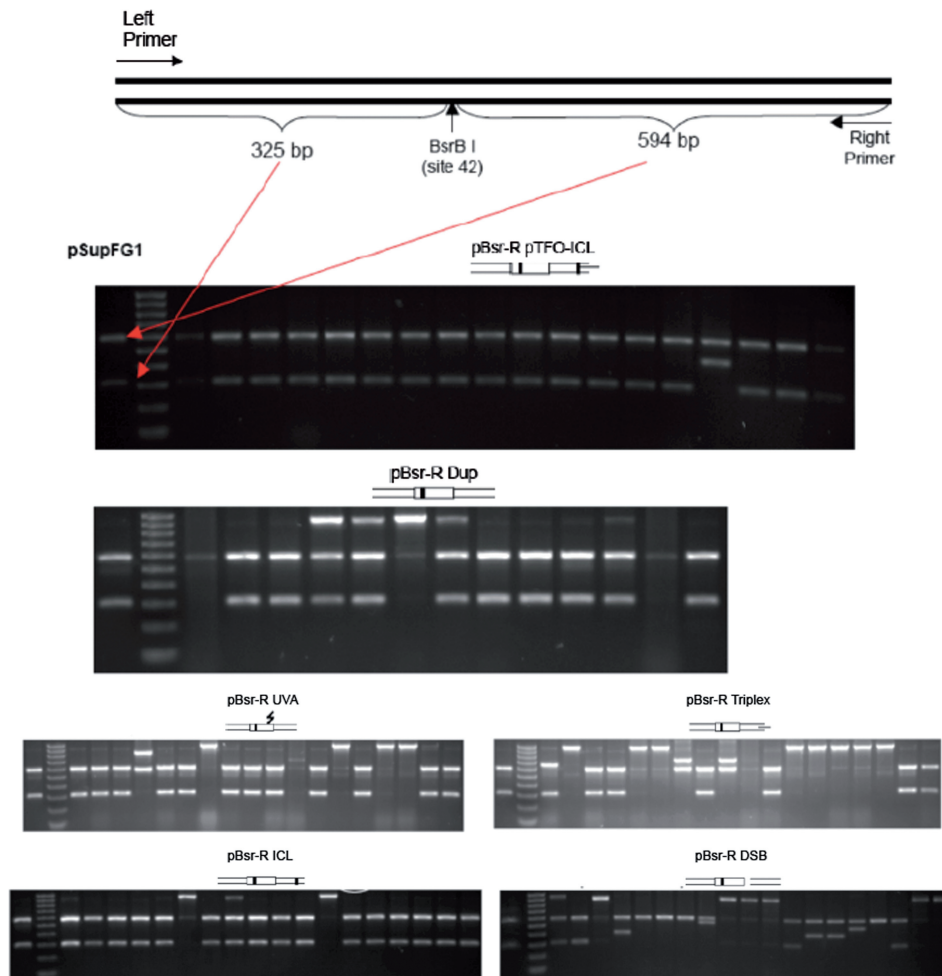 Left
Primer
325 bp
BsrB I
(site 42)
594 bp
Right
Primer
pSupFG1
pBsr-R pTFO-ICL
pBsr-R Dup
pBsr-R UVA
pBsr-R Triplex
pBsr-R ICL
pBsr-R DSB